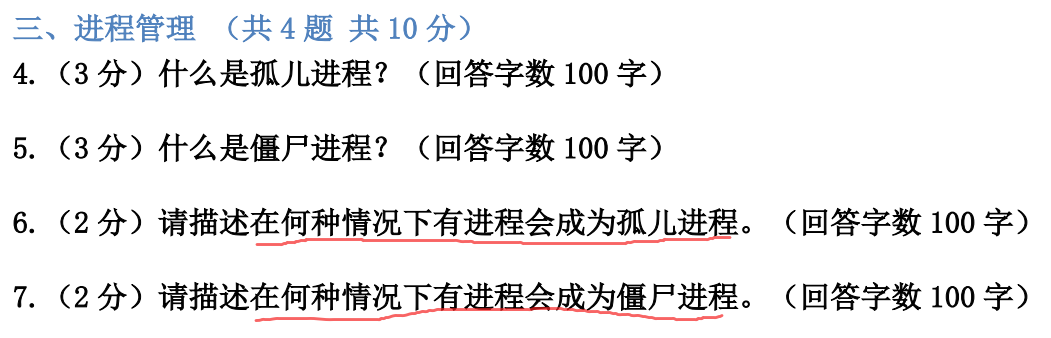 三、进程管理 （共 4 题 共 10 分）
4. （3 分）什么是孤儿进程？（回答字数 100 字）
5. （3 分）什么是僵尸进程？（回答字数 100 字）
6. （2 分）请描述在何种情况下有进程会成为孤儿进程。（回答字数 100 字）
7. （2 分）请描述在何种情况下有进程会成为僵尸进程。（回答字数 100 字）